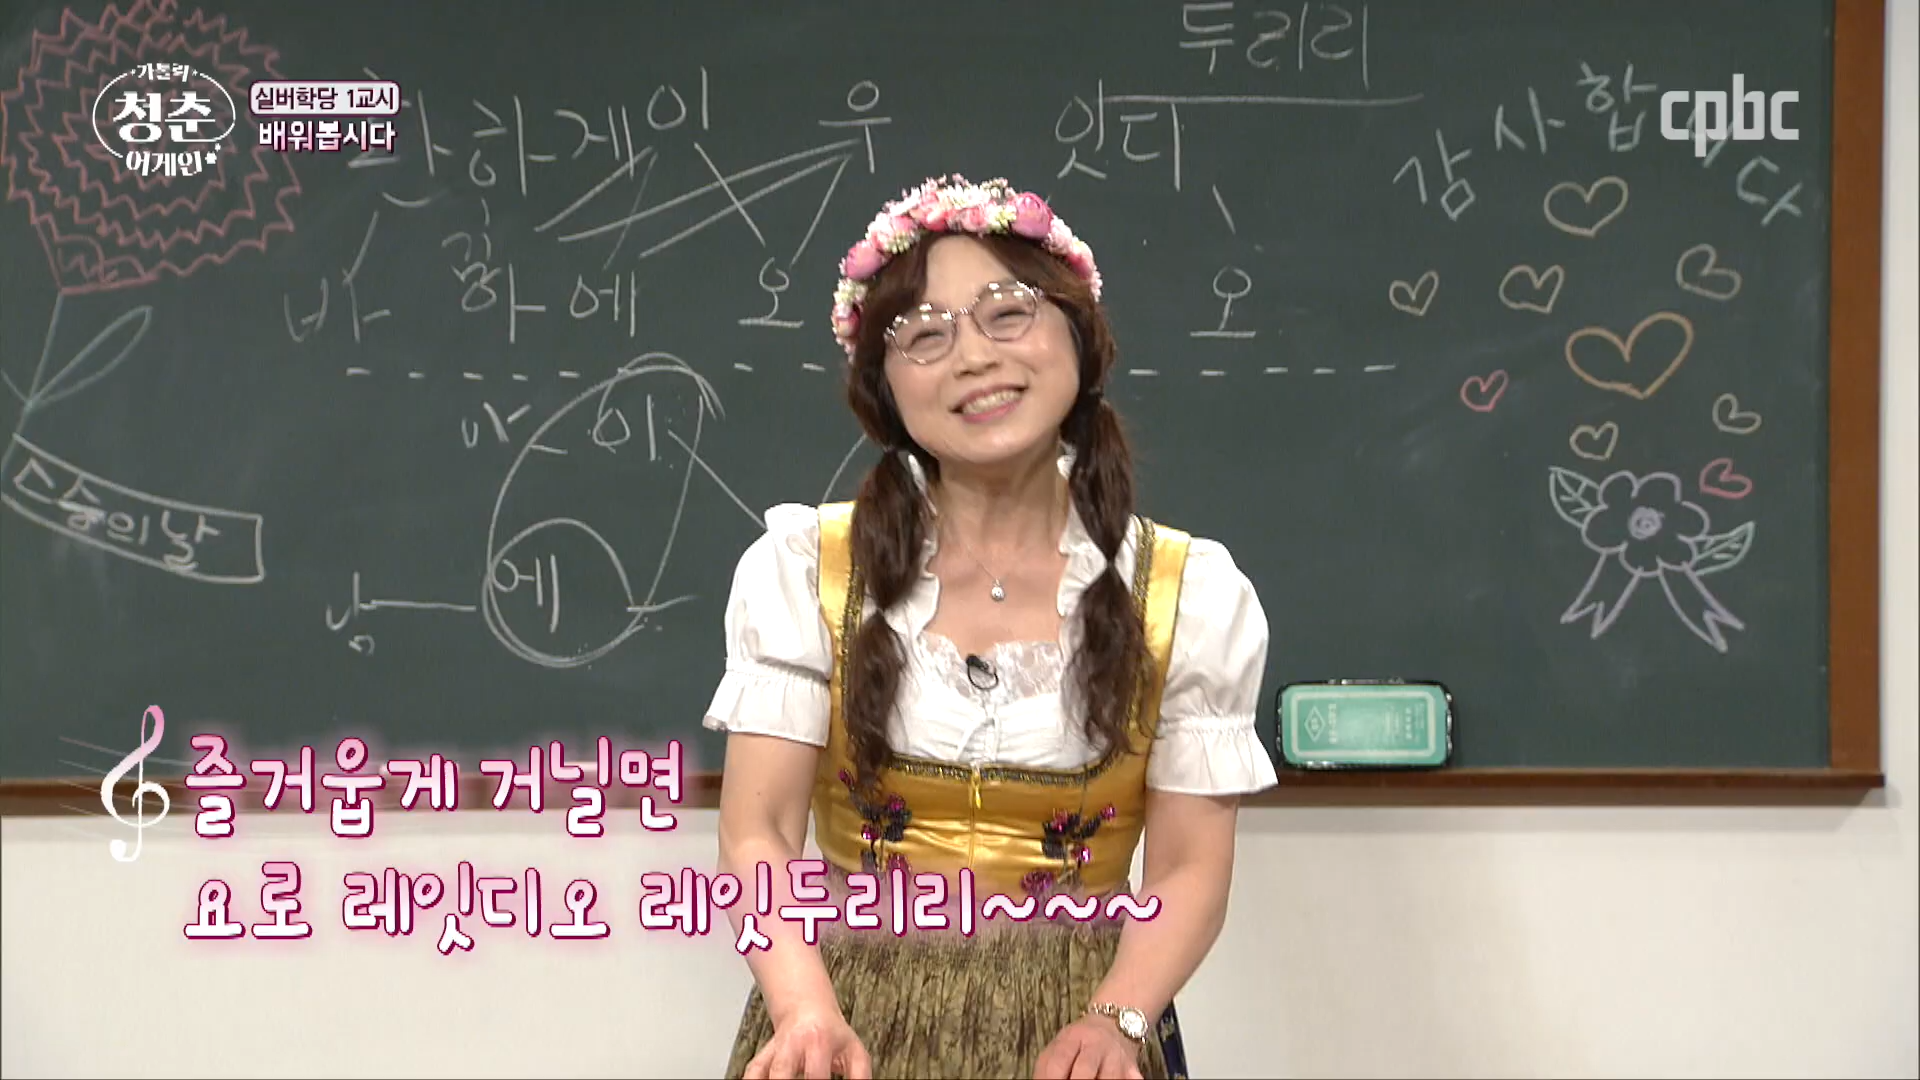 가톨릭
청춘
어게인
실버학당 1교시
배워봅시다
cpbc
두리리
이 우 잇디
감사합
바 함에 오 오
바 이
에
스승의날
즐거웁게 거닐면
요로 레잇디오 레잇두리리~~~